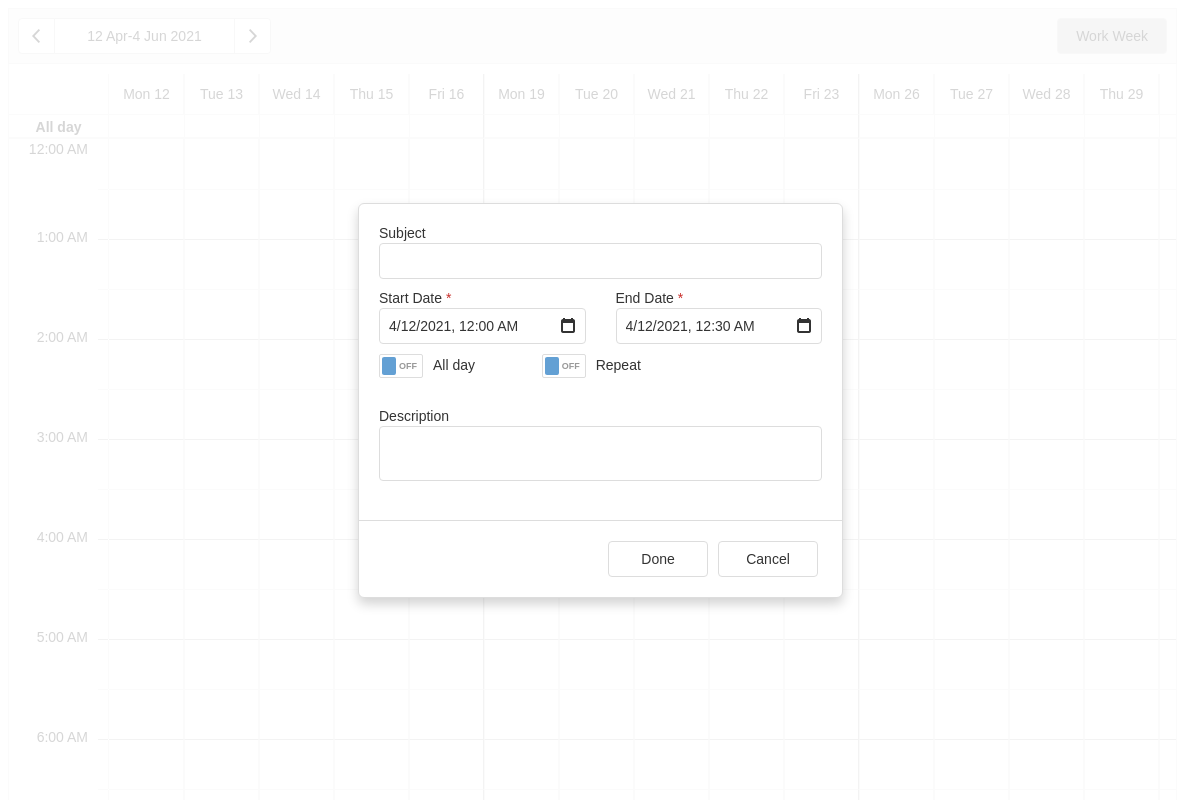 12 Apr-4 Jun 2021 Work Week
Mon 12 Tue 13 Wed 14 Thu 15 Fri 16 Mon 19 Tue 20 Wed 21 Thu 22 Fri 23 Mon 26 Tue 27 Wed 28 Thu 29
All day
12:00 AM
1:00 AM
2:00 AM
3:00 AM
4:00 AM
5:00 AM
6:00 AM
Subject
Start Date * End Date *
4/12/2021, 12:00 AM 4/12/2021, 12:30 AM
OFF All day OFF Repeat
Description
Done Cancel